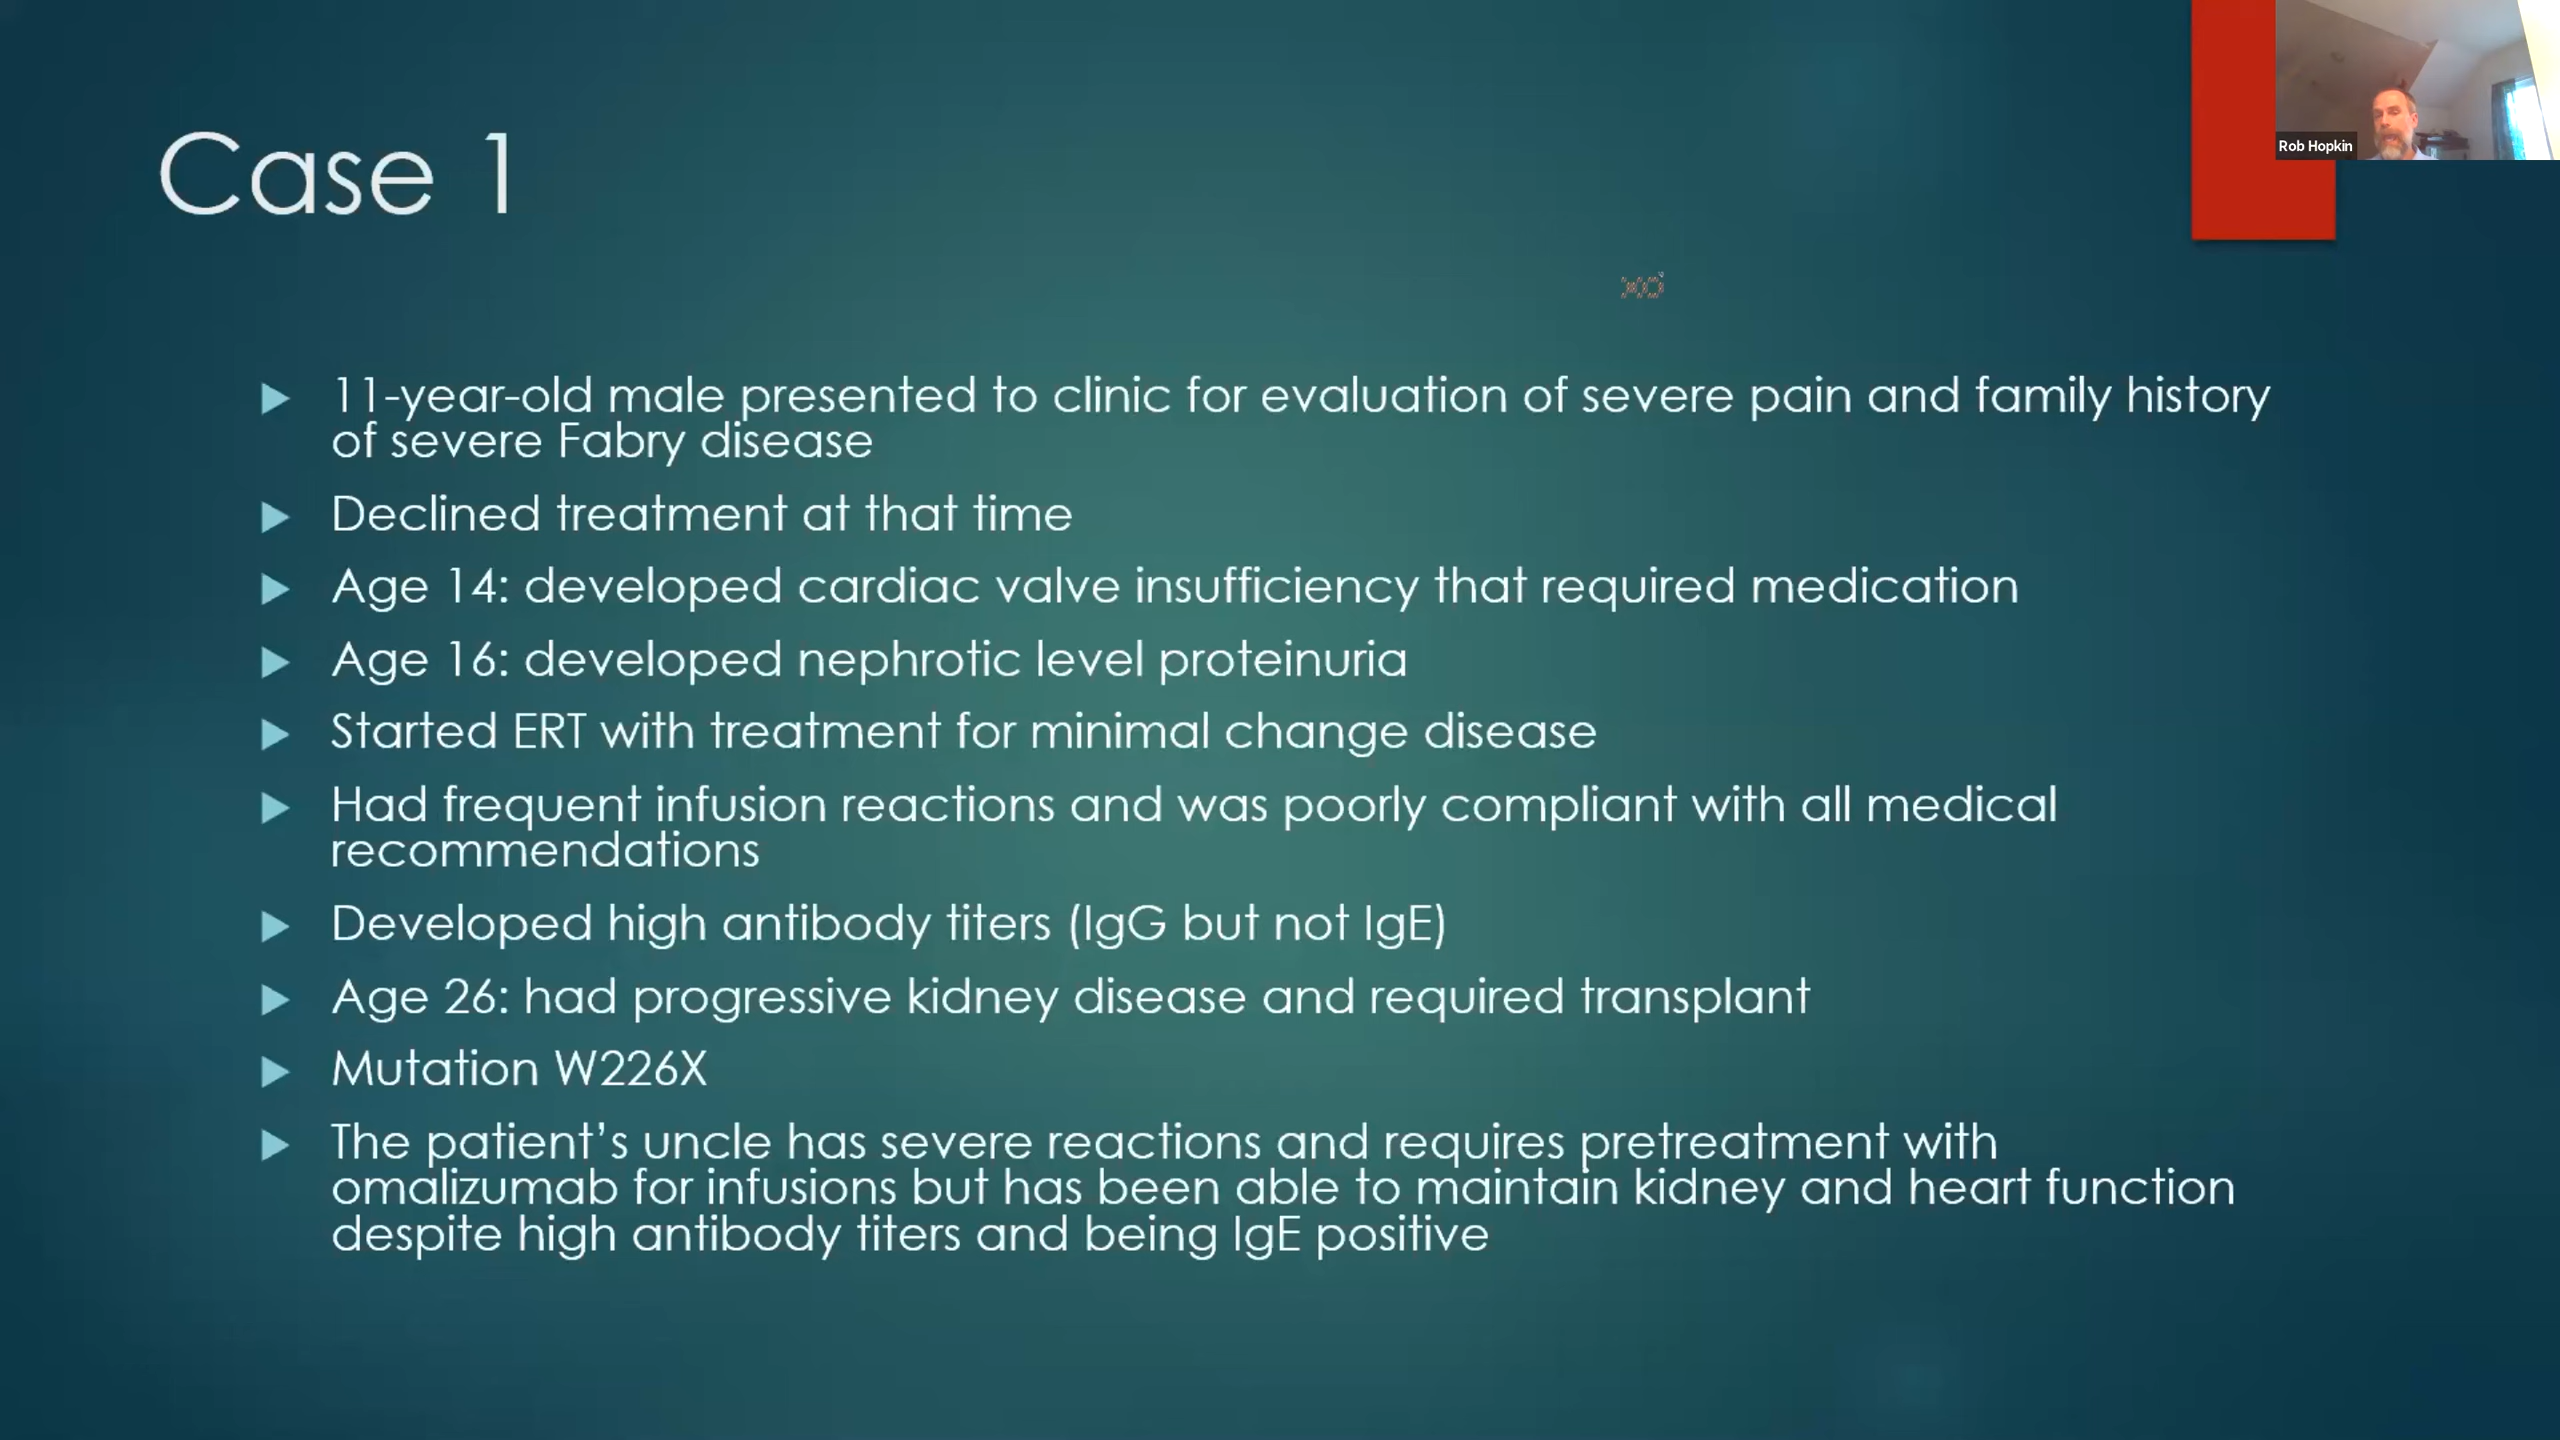 Rob Hopkin
Case 1
11-year-old male presented to clinic for evaluation of severe pain and family history
of severe Fabry disease
Declined treatment at that time
Age 14: developed cardiac valve insufficiency that required medication
Age 16: developed nephrotic level proteinuria
Started ERT with treatment for minimal change disease
Had frequent infusion reactions and was poorly compliant with all medical
recommendations
Developed high antibody titers (IgG but not IgE)
Age 26: had progressive kidney disease and required transplant
Mutation W226X
The patient’s uncle has severe reactions and requires pretreatment with
omalizumab for infusions but has been able to maintain kidney and heart function
despite high antibody titers and being IgE positive